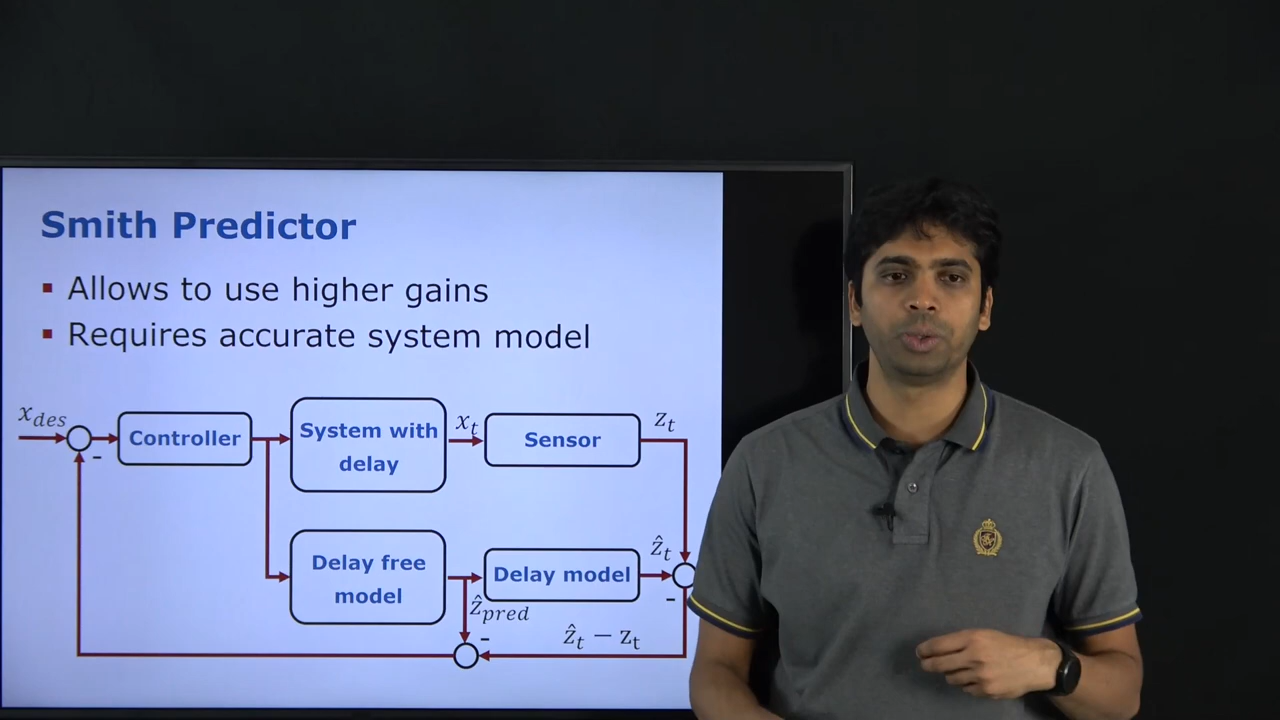 Smith Predictor
▪ Allows to use higher gains
▪ Requires accurate system model
x_des
-
Controller
System with
delay
x_t
Sensor
z_t
Delay free
model
Delay model
ẑ_t
-
ẑ_pred
-
ẑ_t − z_t